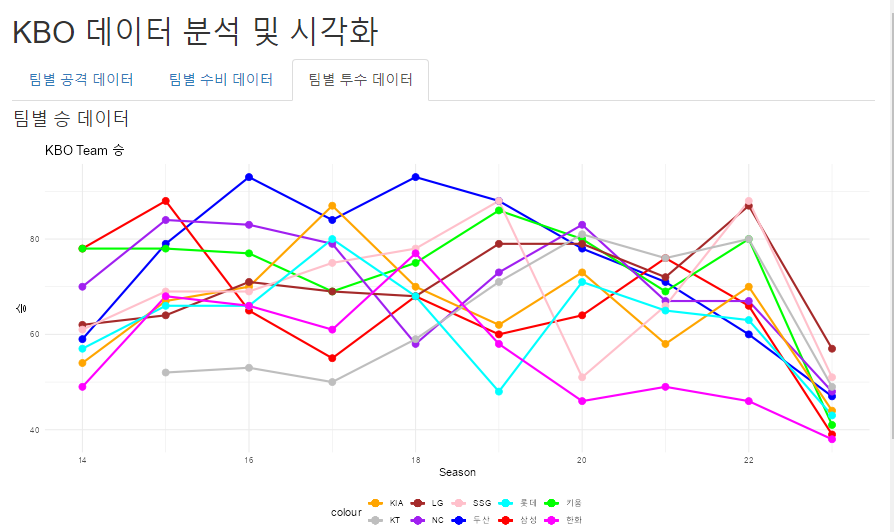 KBO 데이터 분석 및 시각화
팀별 공격 데이터 팀별 수비 데이터 팀별 투수 데이터
팀별 승 데이터
KBO Team 승
80
승
60
40
14 16 18 20 22
Season
colour KIA LG SSG 롯데 키움
KT NC 두산 삼성 한화